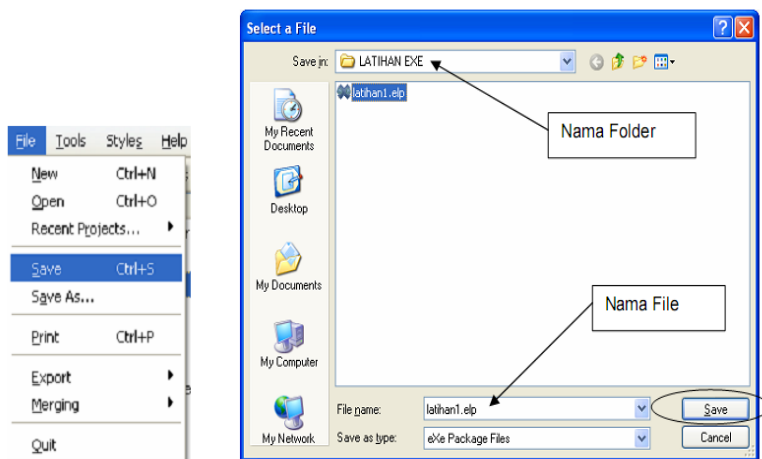 File Tools Styles Help
New Ctrl+N
Open Ctrl+O
Recent Projects...
Save Ctrl+S
Save As...
Print Ctrl+P
Export
Merging
Quit
Select a File
Save in: LATIHAN EXE
latihan1.elp
My Recent
Documents
Desktop
My Documents
My Computer
My Network
Nama Folder
Nama File
File name: latihan1.elp Save
Save as type: eXe Package Files Cancel